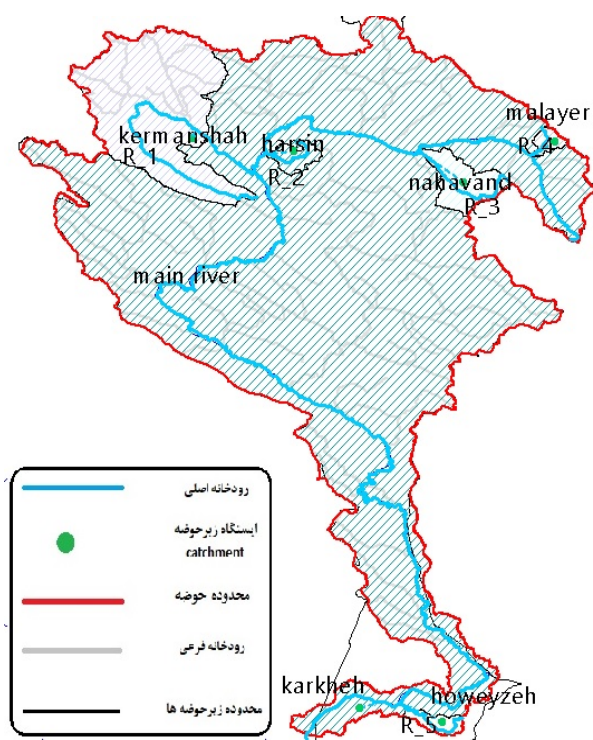 malayer
kermanshah
harsin
R_1
R_4
R_2
nahavand
R_3
main river
رودخانه اصلی
ایستگاه زیرحوضه
catchment
محدوده حوضه
رودخانه فرعی
محدوده زیرحوضه ها
karkheh
howeyzeh
R_5